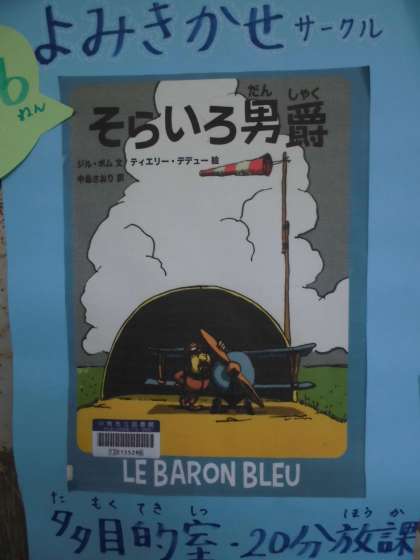 よみきかせサークル
6ねん
だん しゃく
そらいろ男爵
ジル・ボム 文 / ティエリー・デデュー 絵
中島さおり 訳
LE BARON BLEU
た もく てき しつ ほう か
多目的室-20分放課